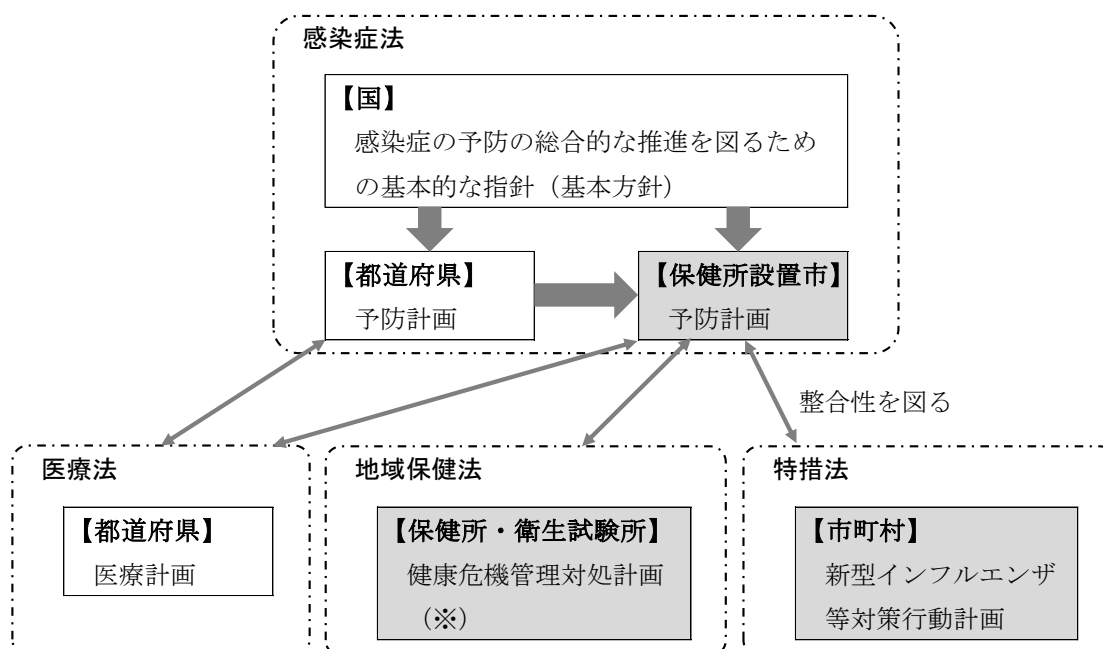 感染症法
【国】
感染症の予防の総合的な推進を図るため
の基本的な指針（基本方針）
【都道府県】
予防計画
【保健所設置市】
予防計画
整合性を図る
医療法
【都道府県】
医療計画
地域保健法
【保健所・衛生試験所】
健康危機管理対処計画
（※）
特措法
【市町村】
新型インフルエンザ
等対策行動計画